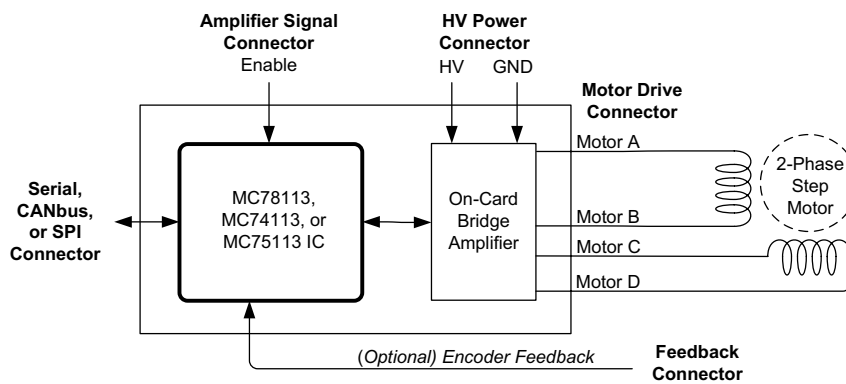 Amplifier Signal
Connector
Enable
HV Power
Connector
HV
GND
Motor Drive
Connector
Motor A
Motor B
Motor C
Motor D
2-Phase
Step
Motor
Serial,
CANbus,
or SPI
Connector
MC78113,
MC74113, or
MC75113 IC
On-Card
Bridge
Amplifier
(Optional) Encoder Feedback
Feedback
Connector